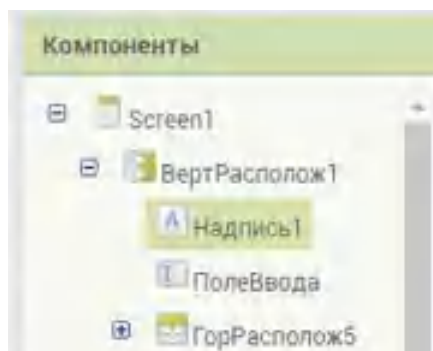 Компоненты
Screen1
ВертРасполож1
Надпись1
ПолеВвода
ГорРасполож5